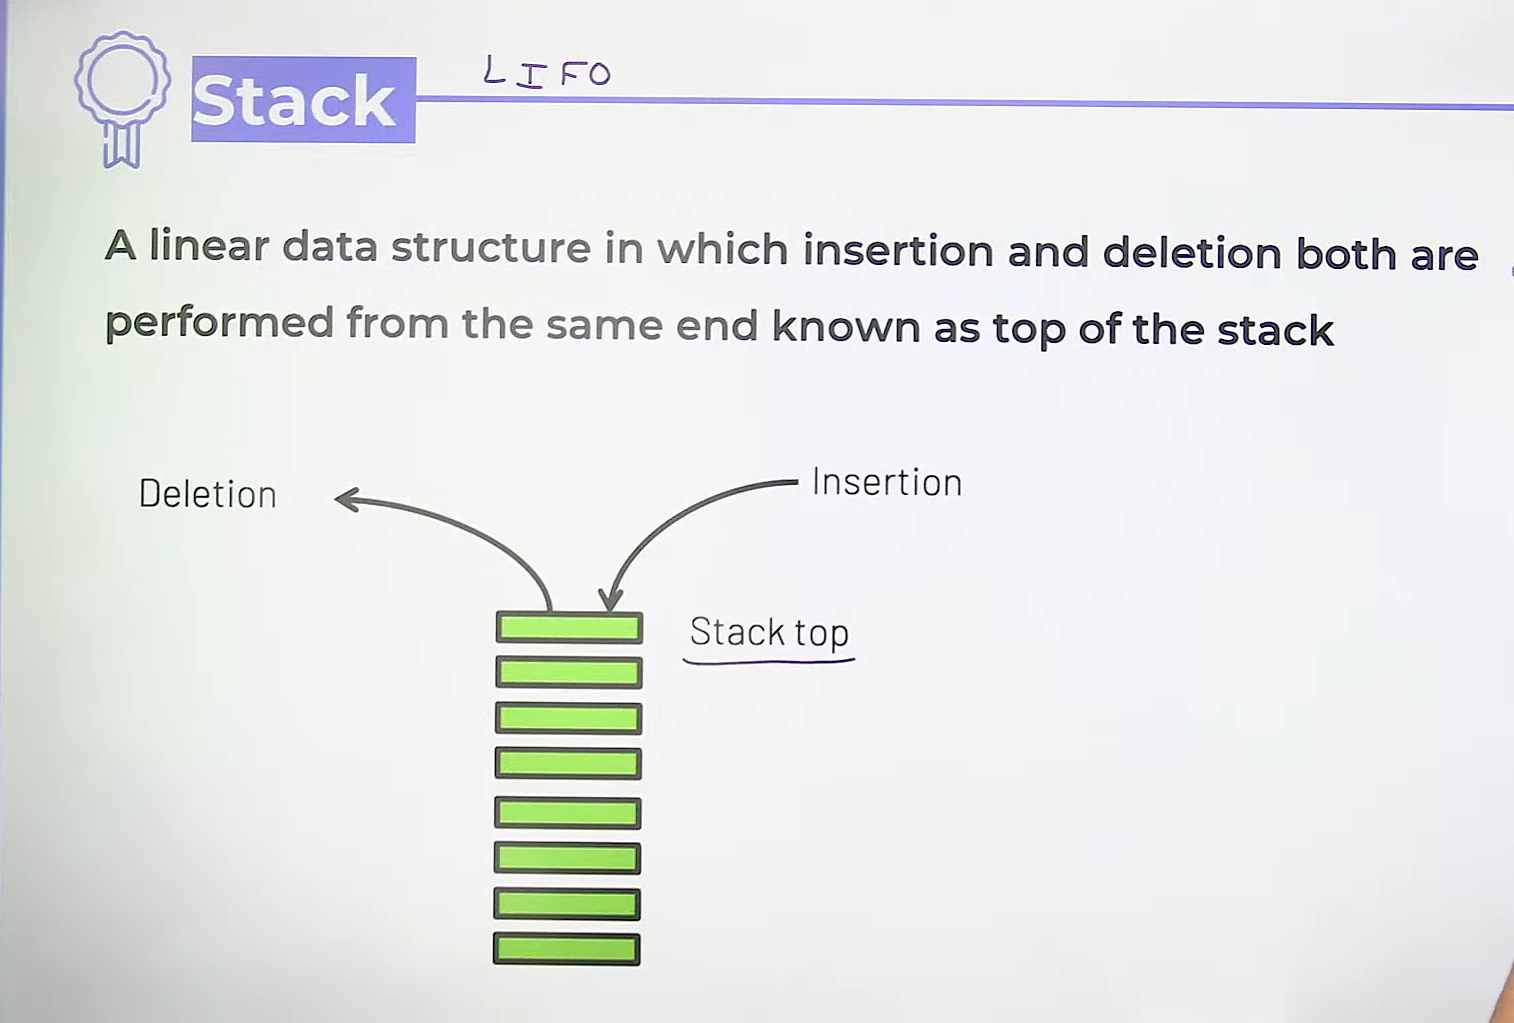 LIFO
Stack
A linear data structure in which insertion and deletion both are
performed from the same end known as top of the stack
Deletion
Insertion
Stack top